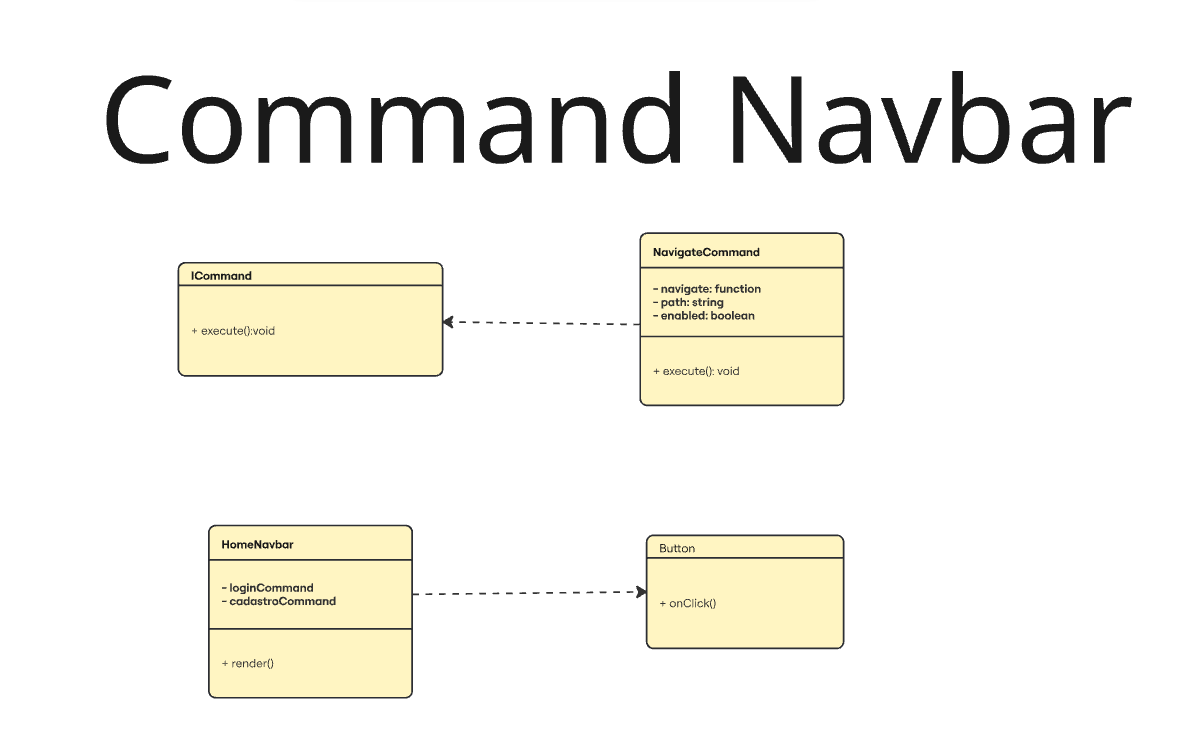 Command Navbar
ICommand
+ execute():void
NavigateCommand
- navigate: function
- path: string
- enabled: boolean
+ execute(): void
HomeNavbar
- loginCommand
- cadastroCommand
+ render()
Button
+ onClick()